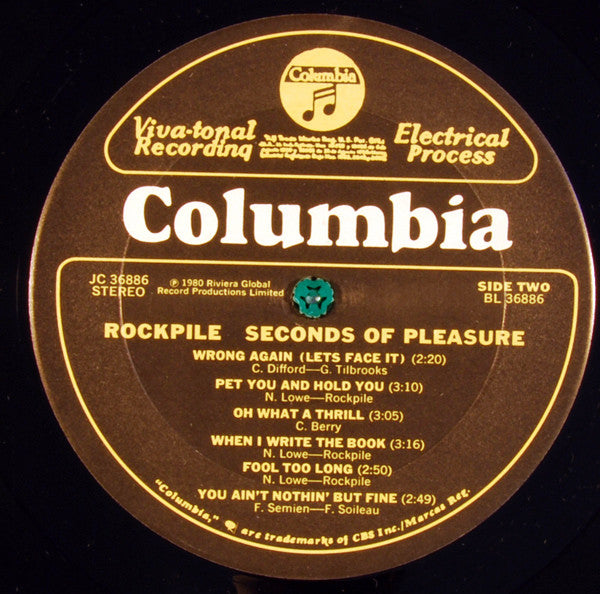 Columbia
Viva-tonal
Recording
Electrical
Process
Columbia
JC 36886
STEREO
℗ 1980 Riviera Global
Record Productions Limited
SIDE TWO
BL 36886
ROCKPILE SECONDS OF PLEASURE
WRONG AGAIN (LETS FACE IT) (2:20)
C. Difford—G. Tilbrooks
PET YOU AND HOLD YOU (3:10)
N. Lowe—Rockpile
OH WHAT A THRILL (3:05)
C. Berry
WHEN I WRITE THE BOOK (3:16)
N. Lowe—Rockpile
FOOL TOO LONG (2:50)
N. Lowe—Rockpile
YOU AIN'T NOTHIN' BUT FINE (2:49)
F. Semien—F. Soileau
"Columbia," are trademarks of CBS Inc./Marcas Reg.